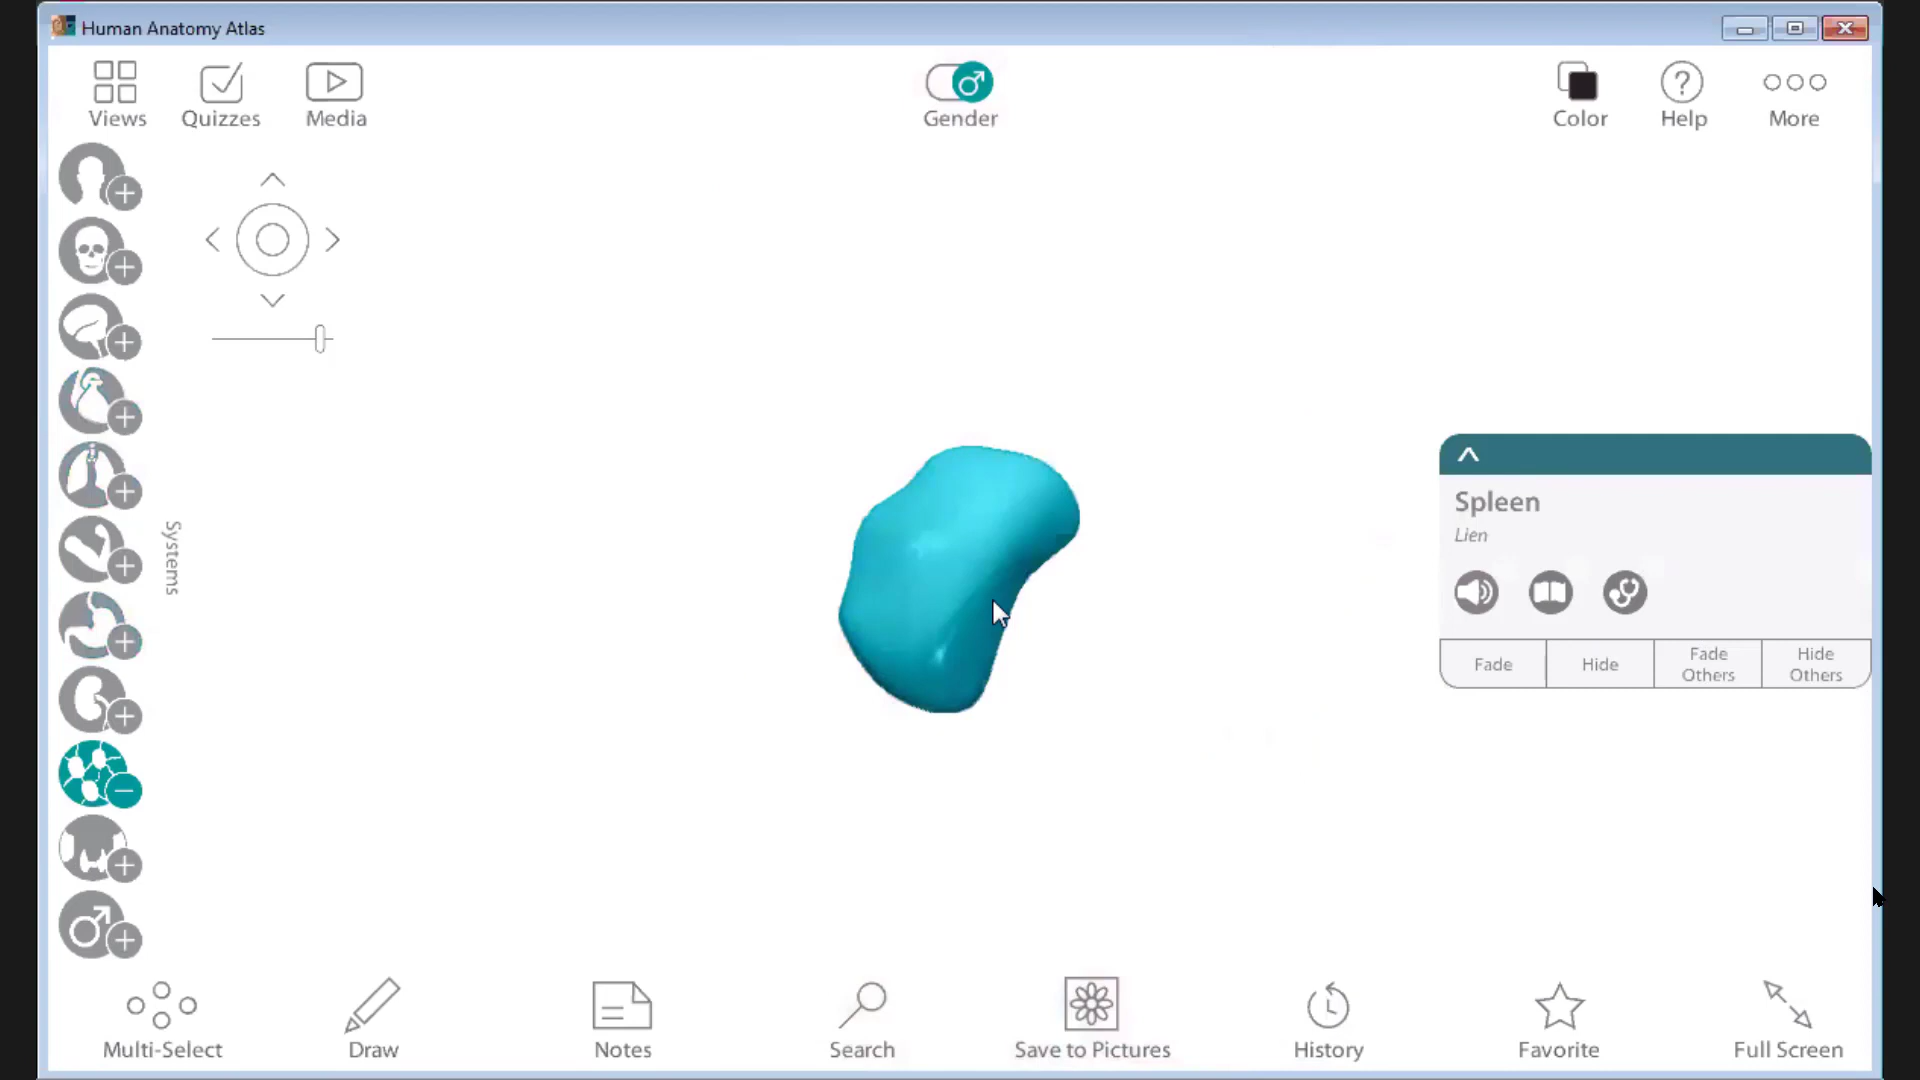 Human Anatomy Atlas
Views
Quizzes
Media
Gender
Color
Help
More
Systems
Spleen
Lien
Fade
Hide
Fade
Others
Hide
Others
Multi-Select
Draw
Notes
Search
Save to Pictures
History
Favorite
Full Screen